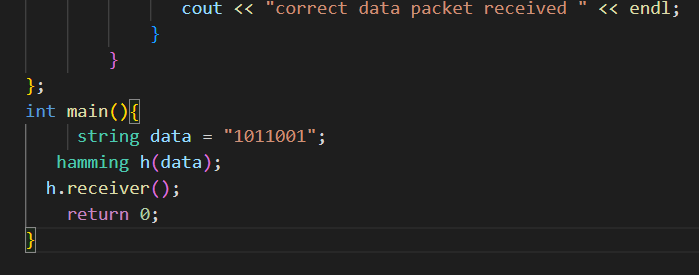 cout << "correct data packet received " << endl;
}
}
};
int main(){
string data = "1011001";
hamming h(data);
h.receiver();
return 0;
}